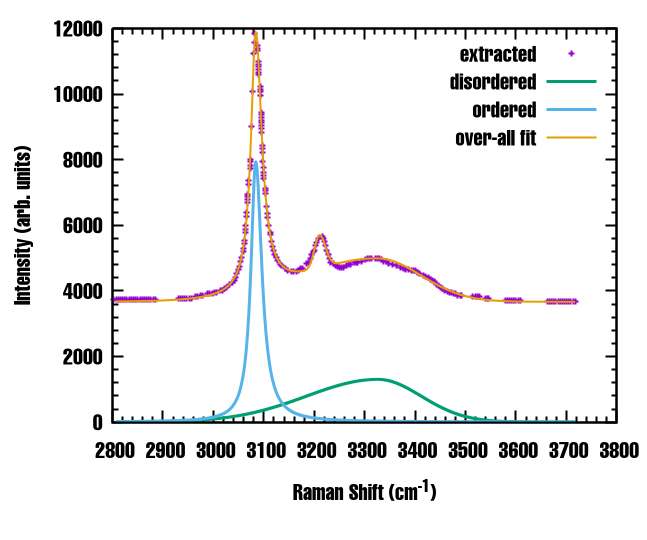 12000
10000
8000
6000
4000
2000
0
Intensity (arb. units)
extracted
disordered
ordered
over-all fit
2800 2900 3000 3100 3200 3300 3400 3500 3600 3700 3800
Raman Shift (cm-1)